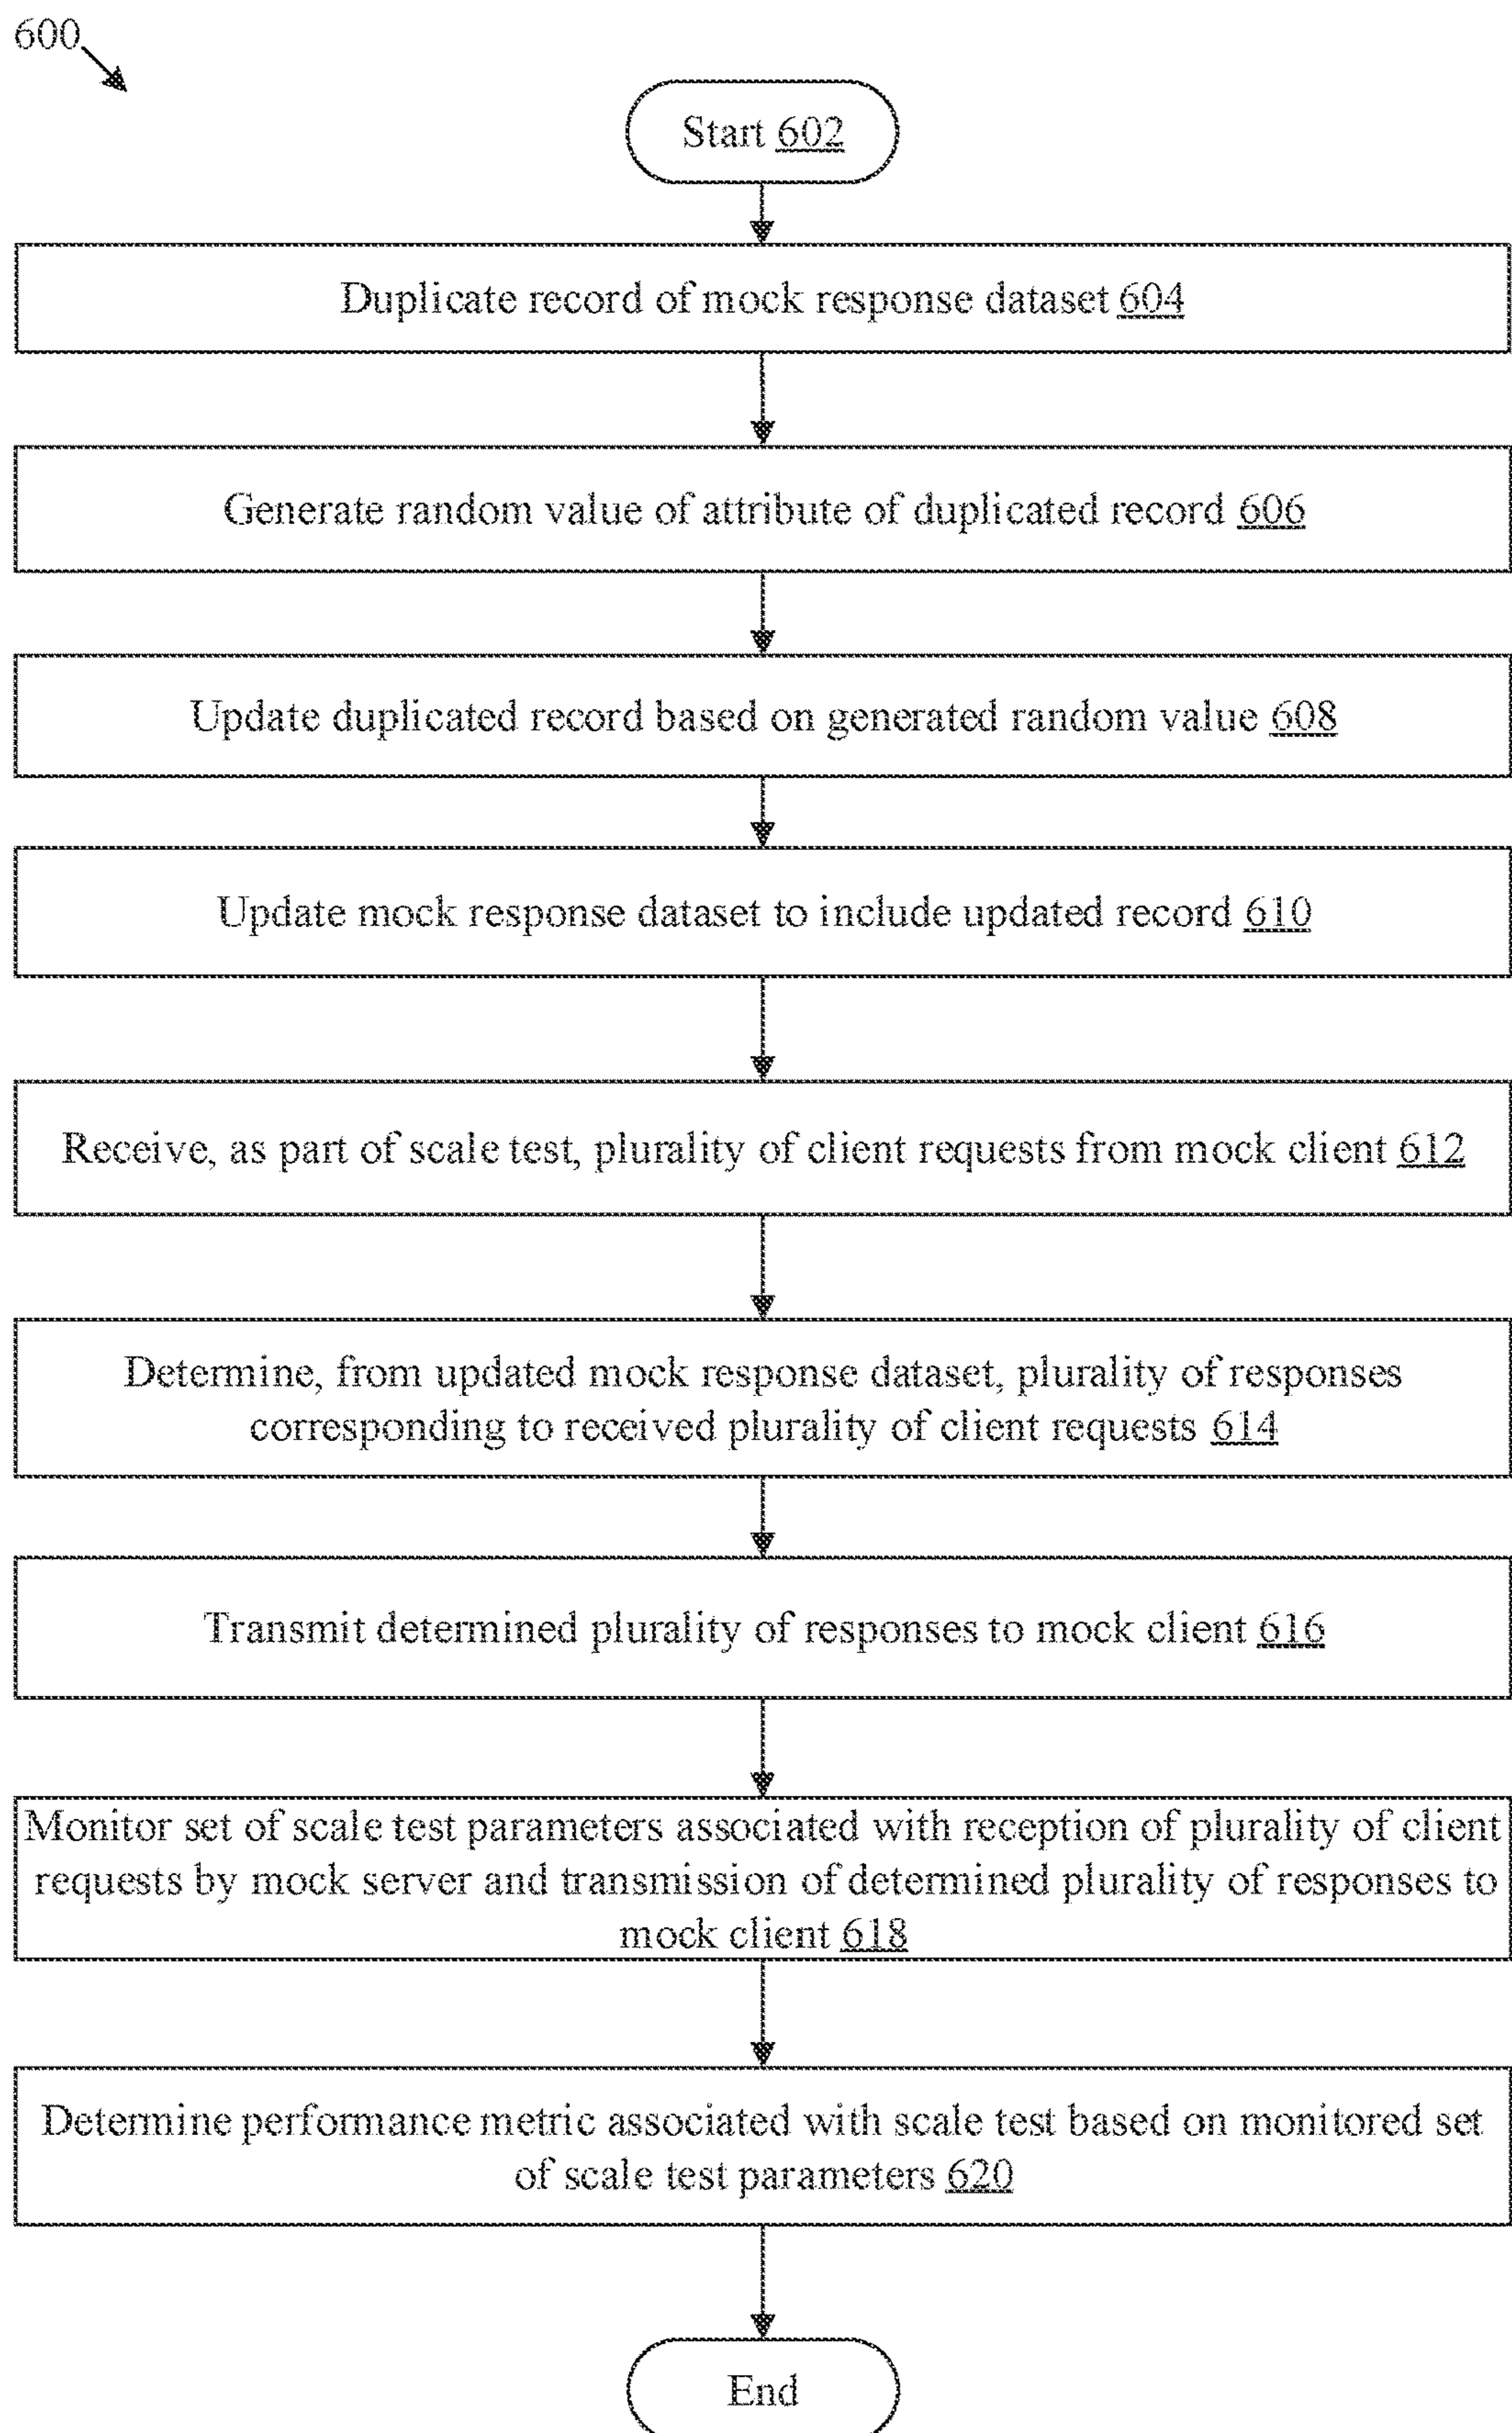 600
Start 602
Duplicate record of mock response dataset 604
Generate random value of attribute of duplicated record 606
Update duplicated record based on generated random value 608
Update mock response dataset to include updated record 610
Receive, as part of scale test, plurality of client requests from mock client 612
Determine, from updated mock response dataset, plurality of responses
corresponding to received plurality of client requests 614
Transmit determined plurality of responses to mock client 616
Monitor set of scale test parameters associated with reception of plurality of client
requests by mock server and transmission of determined plurality of responses to
mock client 618
Determine performance metric associated with scale test based on monitored set
of scale test parameters 620
End